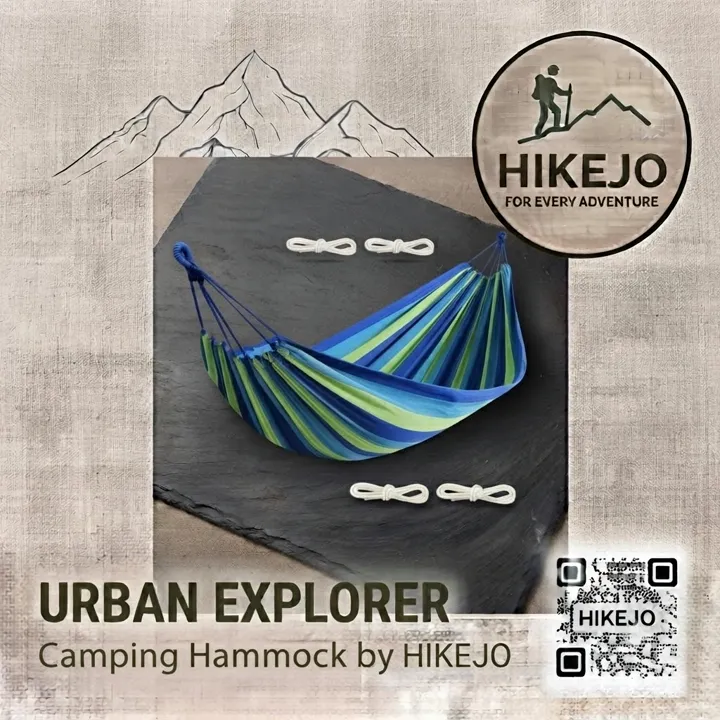 HIKEJO
FOR EVERY ADVENTURE
URBAN EXPLORER
Camping Hammock by HIKEJO
HIKEJO